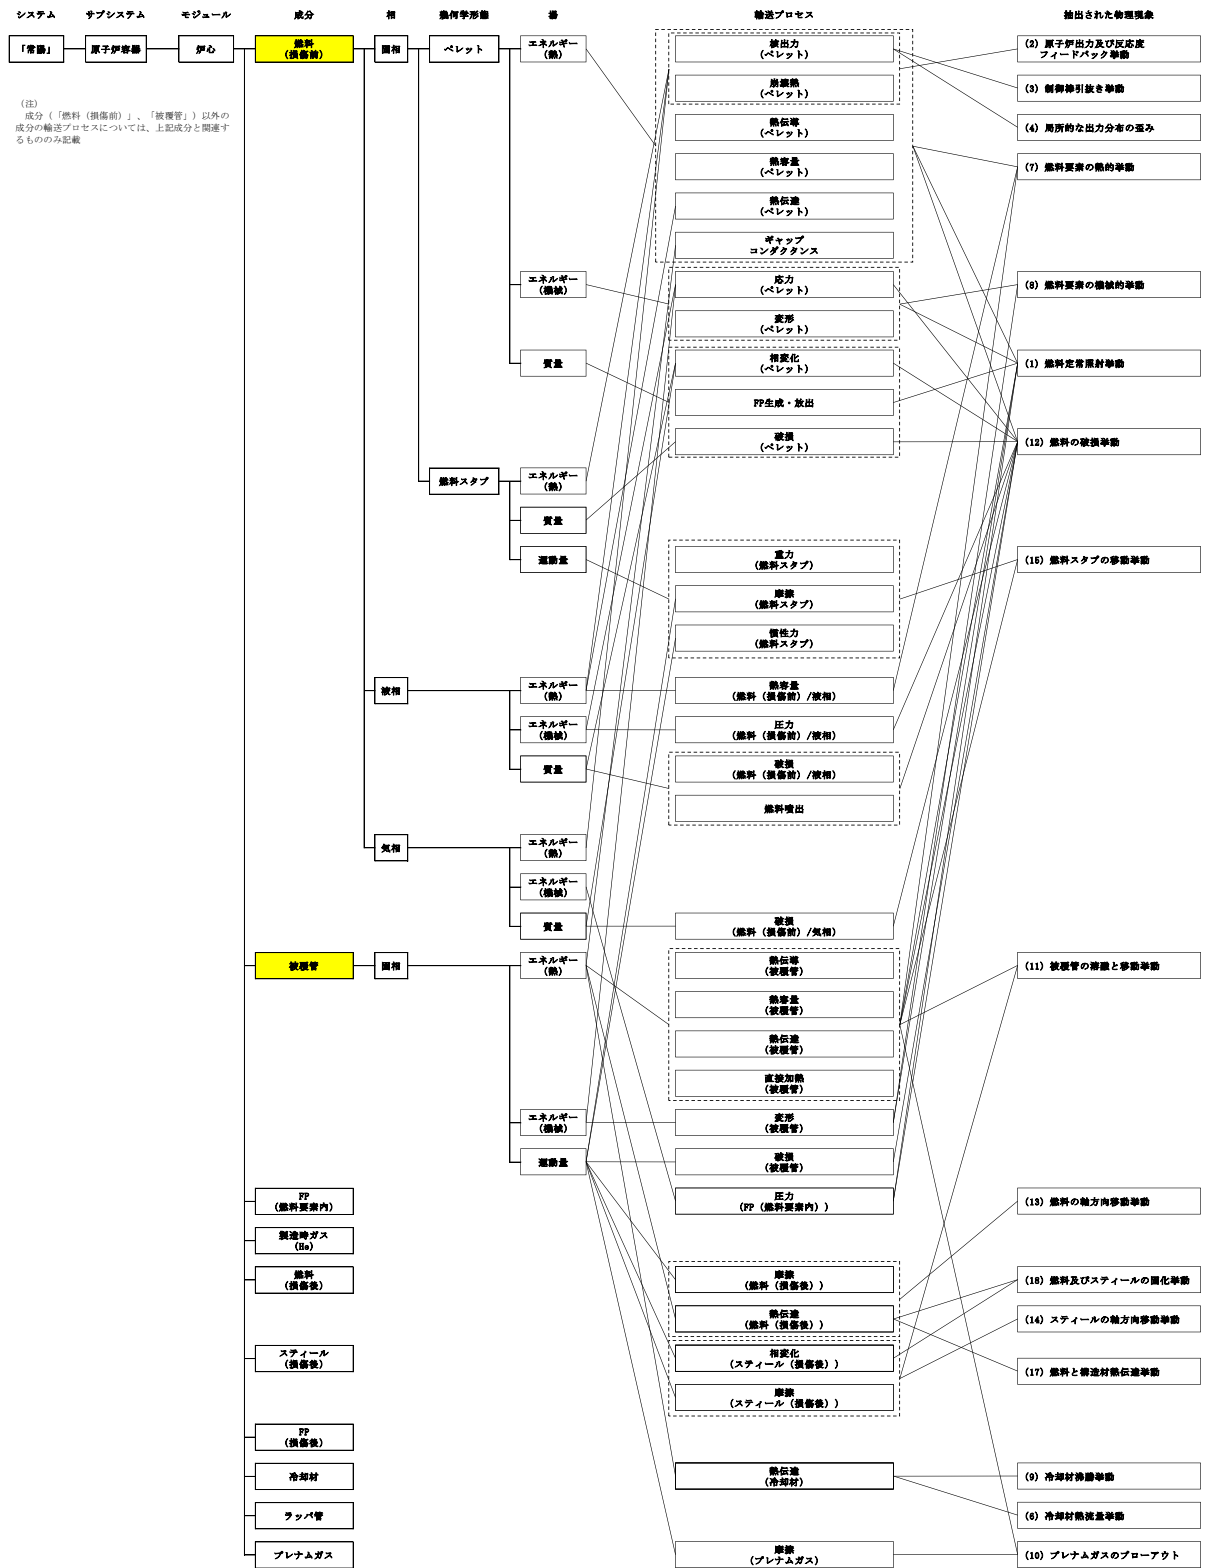 システム サブシステム モジュール 成分 相 幾何学形態 場 輸送プロセス 抽出された物理現象
「常陽」 原子炉容器 炉心
燃料
(損傷前)
固相 ペレット
エネルギー
(熱)
核出力
(ペレット)
(2) 原子炉出力及び反応度
フィードバック挙動
崩壊熱
(ペレット)
(3) 制御棒引抜き挙動
(注)
成分(「燃料(損傷前)」、「被覆管」)以外の
成分の輸送プロセスについては、上記成分と関連す
るもののみ記載
熱伝導
(ペレット)
(4) 局所的な出力分布の歪み
熱容量
(ペレット)
(7) 燃料要素の熱的挙動
熱伝達
(ペレット)
ギャップ
コンダクタンス
エネルギー
(機械)
応力
(ペレット)
(8) 燃料要素の機械的挙動
変形
(ペレット)
質量
相変化
(ペレット)
(1) 燃料定常照射挙動
FP生成・放出
破損
(ペレット)
(12) 燃料の破損挙動
燃料スタブ
エネルギー
(熱)
質量
運動量
重力
(燃料スタブ)
(15) 燃料スタブの移動挙動
摩擦
(燃料スタブ)
慣性力
(燃料スタブ)
液相
エネルギー
(熱)
熱容量
(燃料(損傷前)/液相)
エネルギー
(機械)
圧力
(燃料(損傷前)/液相)
質量
破損
(燃料(損傷前)/液相)
燃料噴出
気相
エネルギー
(熱)
エネルギー
(機械)
質量
破損
(燃料(損傷前)/気相)
被覆管 固相
エネルギー
(熱)
熱伝導
(被覆管)
(11) 被覆管の溶融と移動挙動
熱容量
(被覆管)
熱伝達
(被覆管)
直接加熱
(被覆管)
エネルギー
(機械)
変形
(被覆管)
運動量
破損
(被覆管)
FP
(燃料要素内)
圧力
(FP(燃料要素内))
(13) 燃料の軸方向移動挙動
製造時ガス
(He)
燃料
(損傷後)
摩擦
(燃料(損傷後))
(18) 燃料及びスティールの固化挙動
熱伝達
(燃料(損傷後))
(14) スティールの軸方向移動挙動
スティール
(損傷後)
相変化
(スティール(損傷後))
(17) 燃料と構造材熱伝達挙動
摩擦
(スティール(損傷後))
FP
(損傷後)
冷却材
熱伝達
(冷却材)
(9) 冷却材沸騰挙動
ラッパ管
(6) 冷却材熱流量挙動
プレナムガス
摩擦
(プレナムガス)
(10) プレナムガスのブローアウト